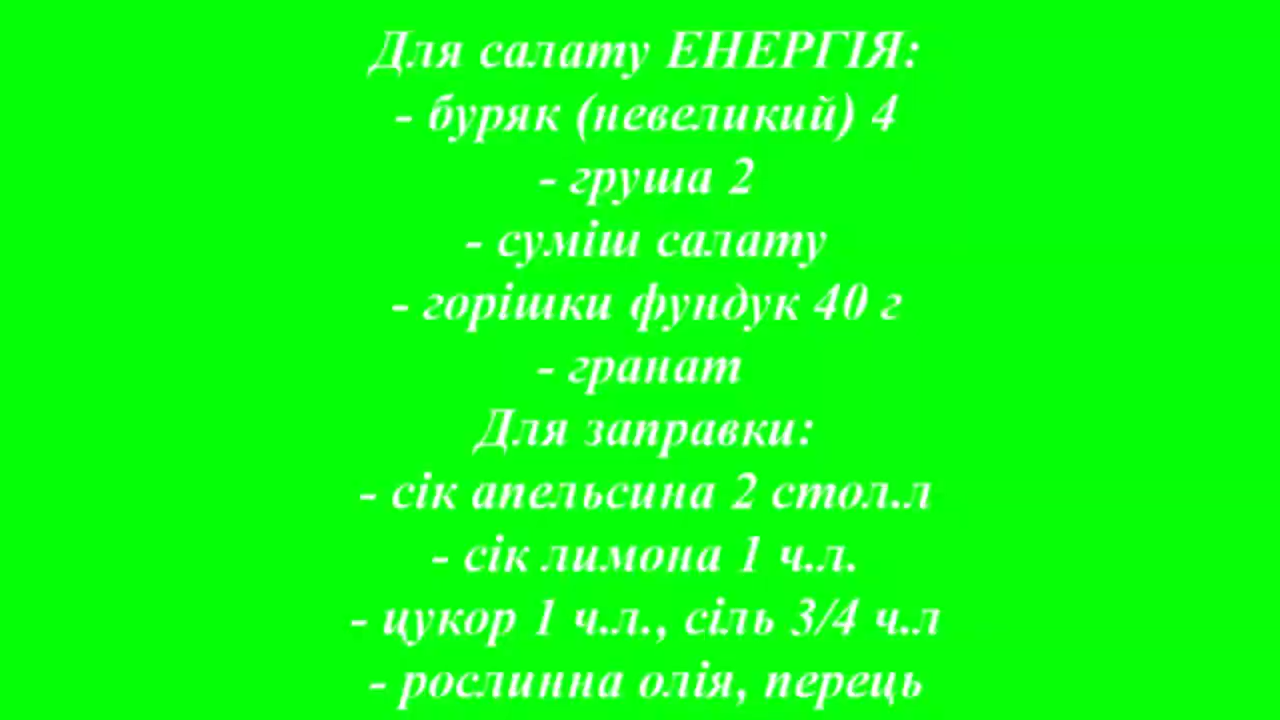 Для салату ЕНЕРГІЯ:
- буряк (невеликий) 4
- груша 2
- суміш салату
- горішки фундук 40 г
- гранат
Для заправки:
- сік апельсина 2 стол.л
- сік лимона 1 ч.л.
- цукор 1 ч.л., сіль 3/4 ч.л
- рослинна олія, перець